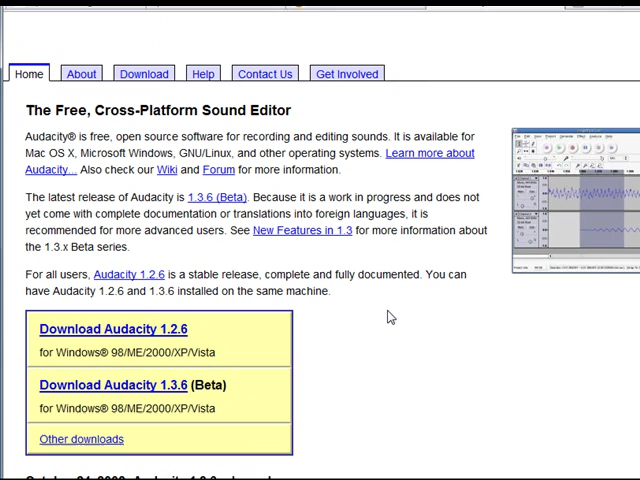 Home About Download Help Contact Us Get Involved
The Free, Cross-Platform Sound Editor
Audacity® is free, open source software for recording and editing sounds. It is available for
Mac OS X, Microsoft Windows, GNU/Linux, and other operating systems. Learn more about
Audacity... Also check our Wiki and Forum for more information.
The latest release of Audacity is 1.3.6 (Beta). Because it is a work in progress and does not
yet come with complete documentation or translations into foreign languages, it is
recommended for more advanced users. See New Features in 1.3 for more information about
the 1.3.x Beta series.
For all users, Audacity 1.2.6 is a stable release, complete and fully documented. You can
have Audacity 1.2.6 and 1.3.6 installed on the same machine.
Download Audacity 1.2.6
for Windows® 98/ME/2000/XP/Vista
Download Audacity 1.3.6 (Beta)
for Windows® 98/ME/2000/XP/Vista
Other downloads